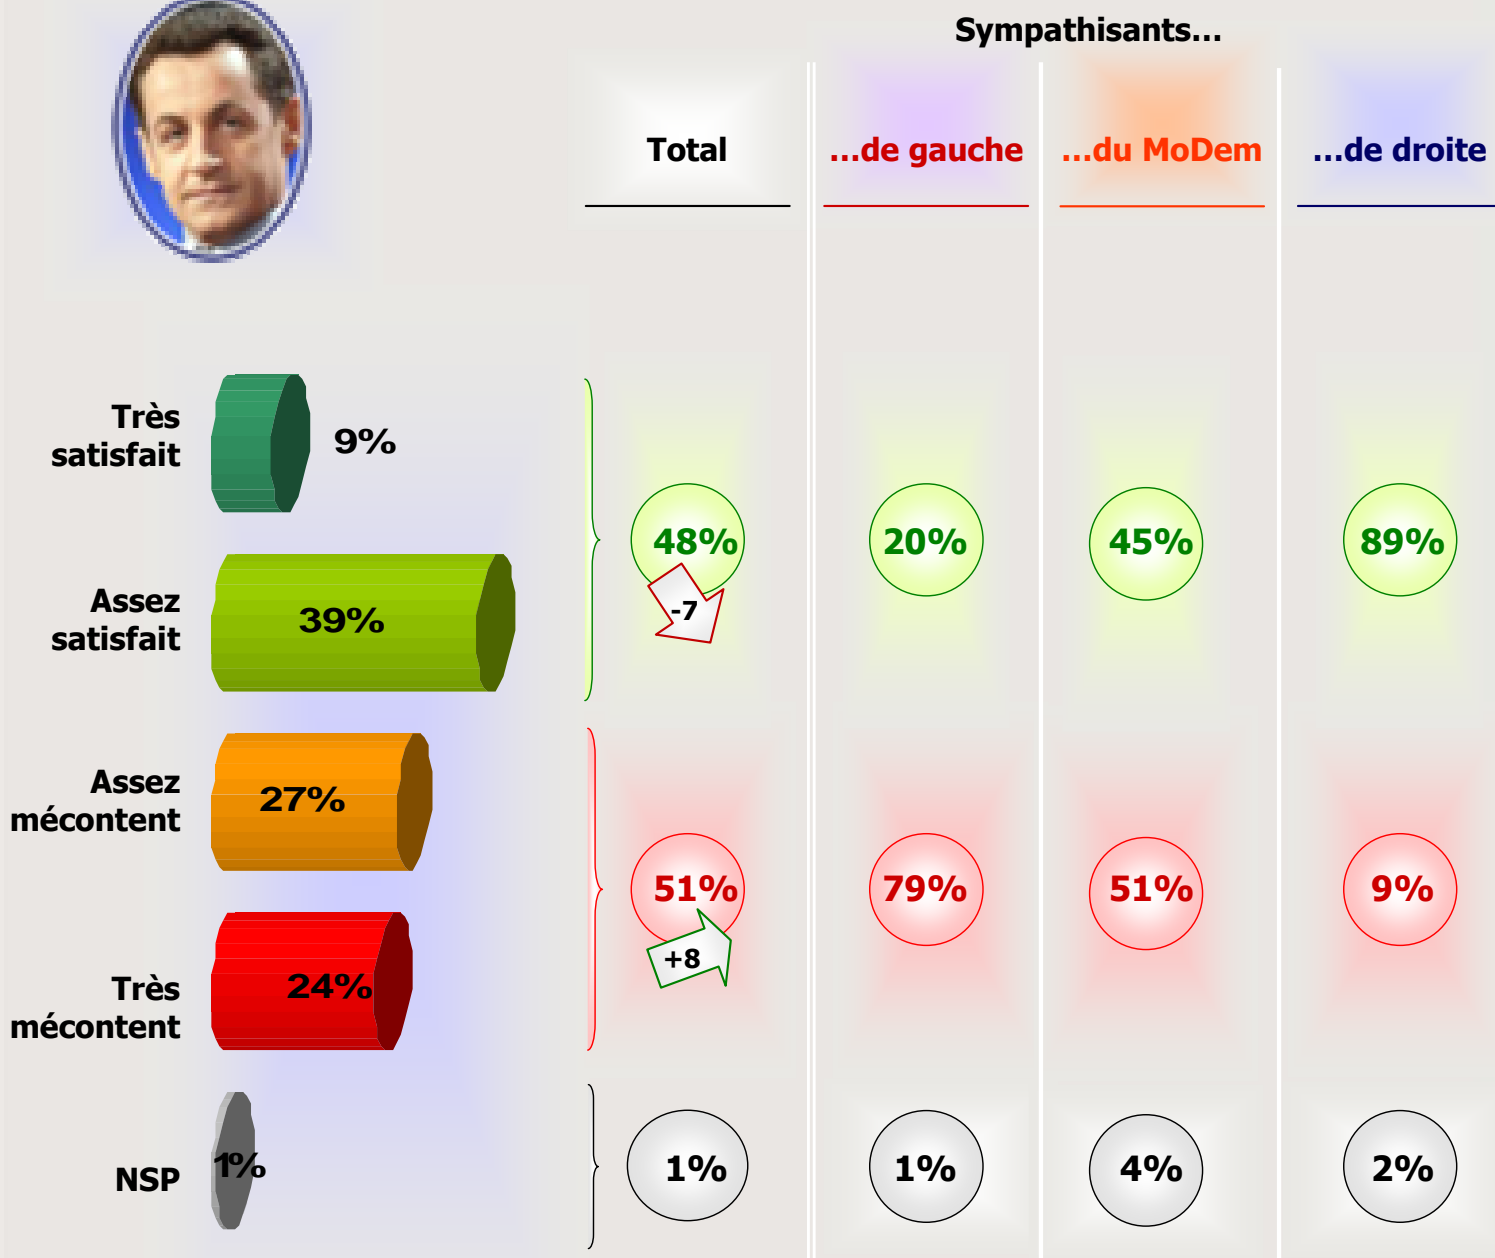 Sympathisants...
Total
...de gauche
...du MoDem
...de droite
Très
satisfait
9%
Assez
satisfait
39%
48%
20%
45%
89%
-7
Assez
mécontent
27%
51%
79%
51%
9%
+8
Très
mécontent
24%
NSP
1%
1%
1%
4%
2%